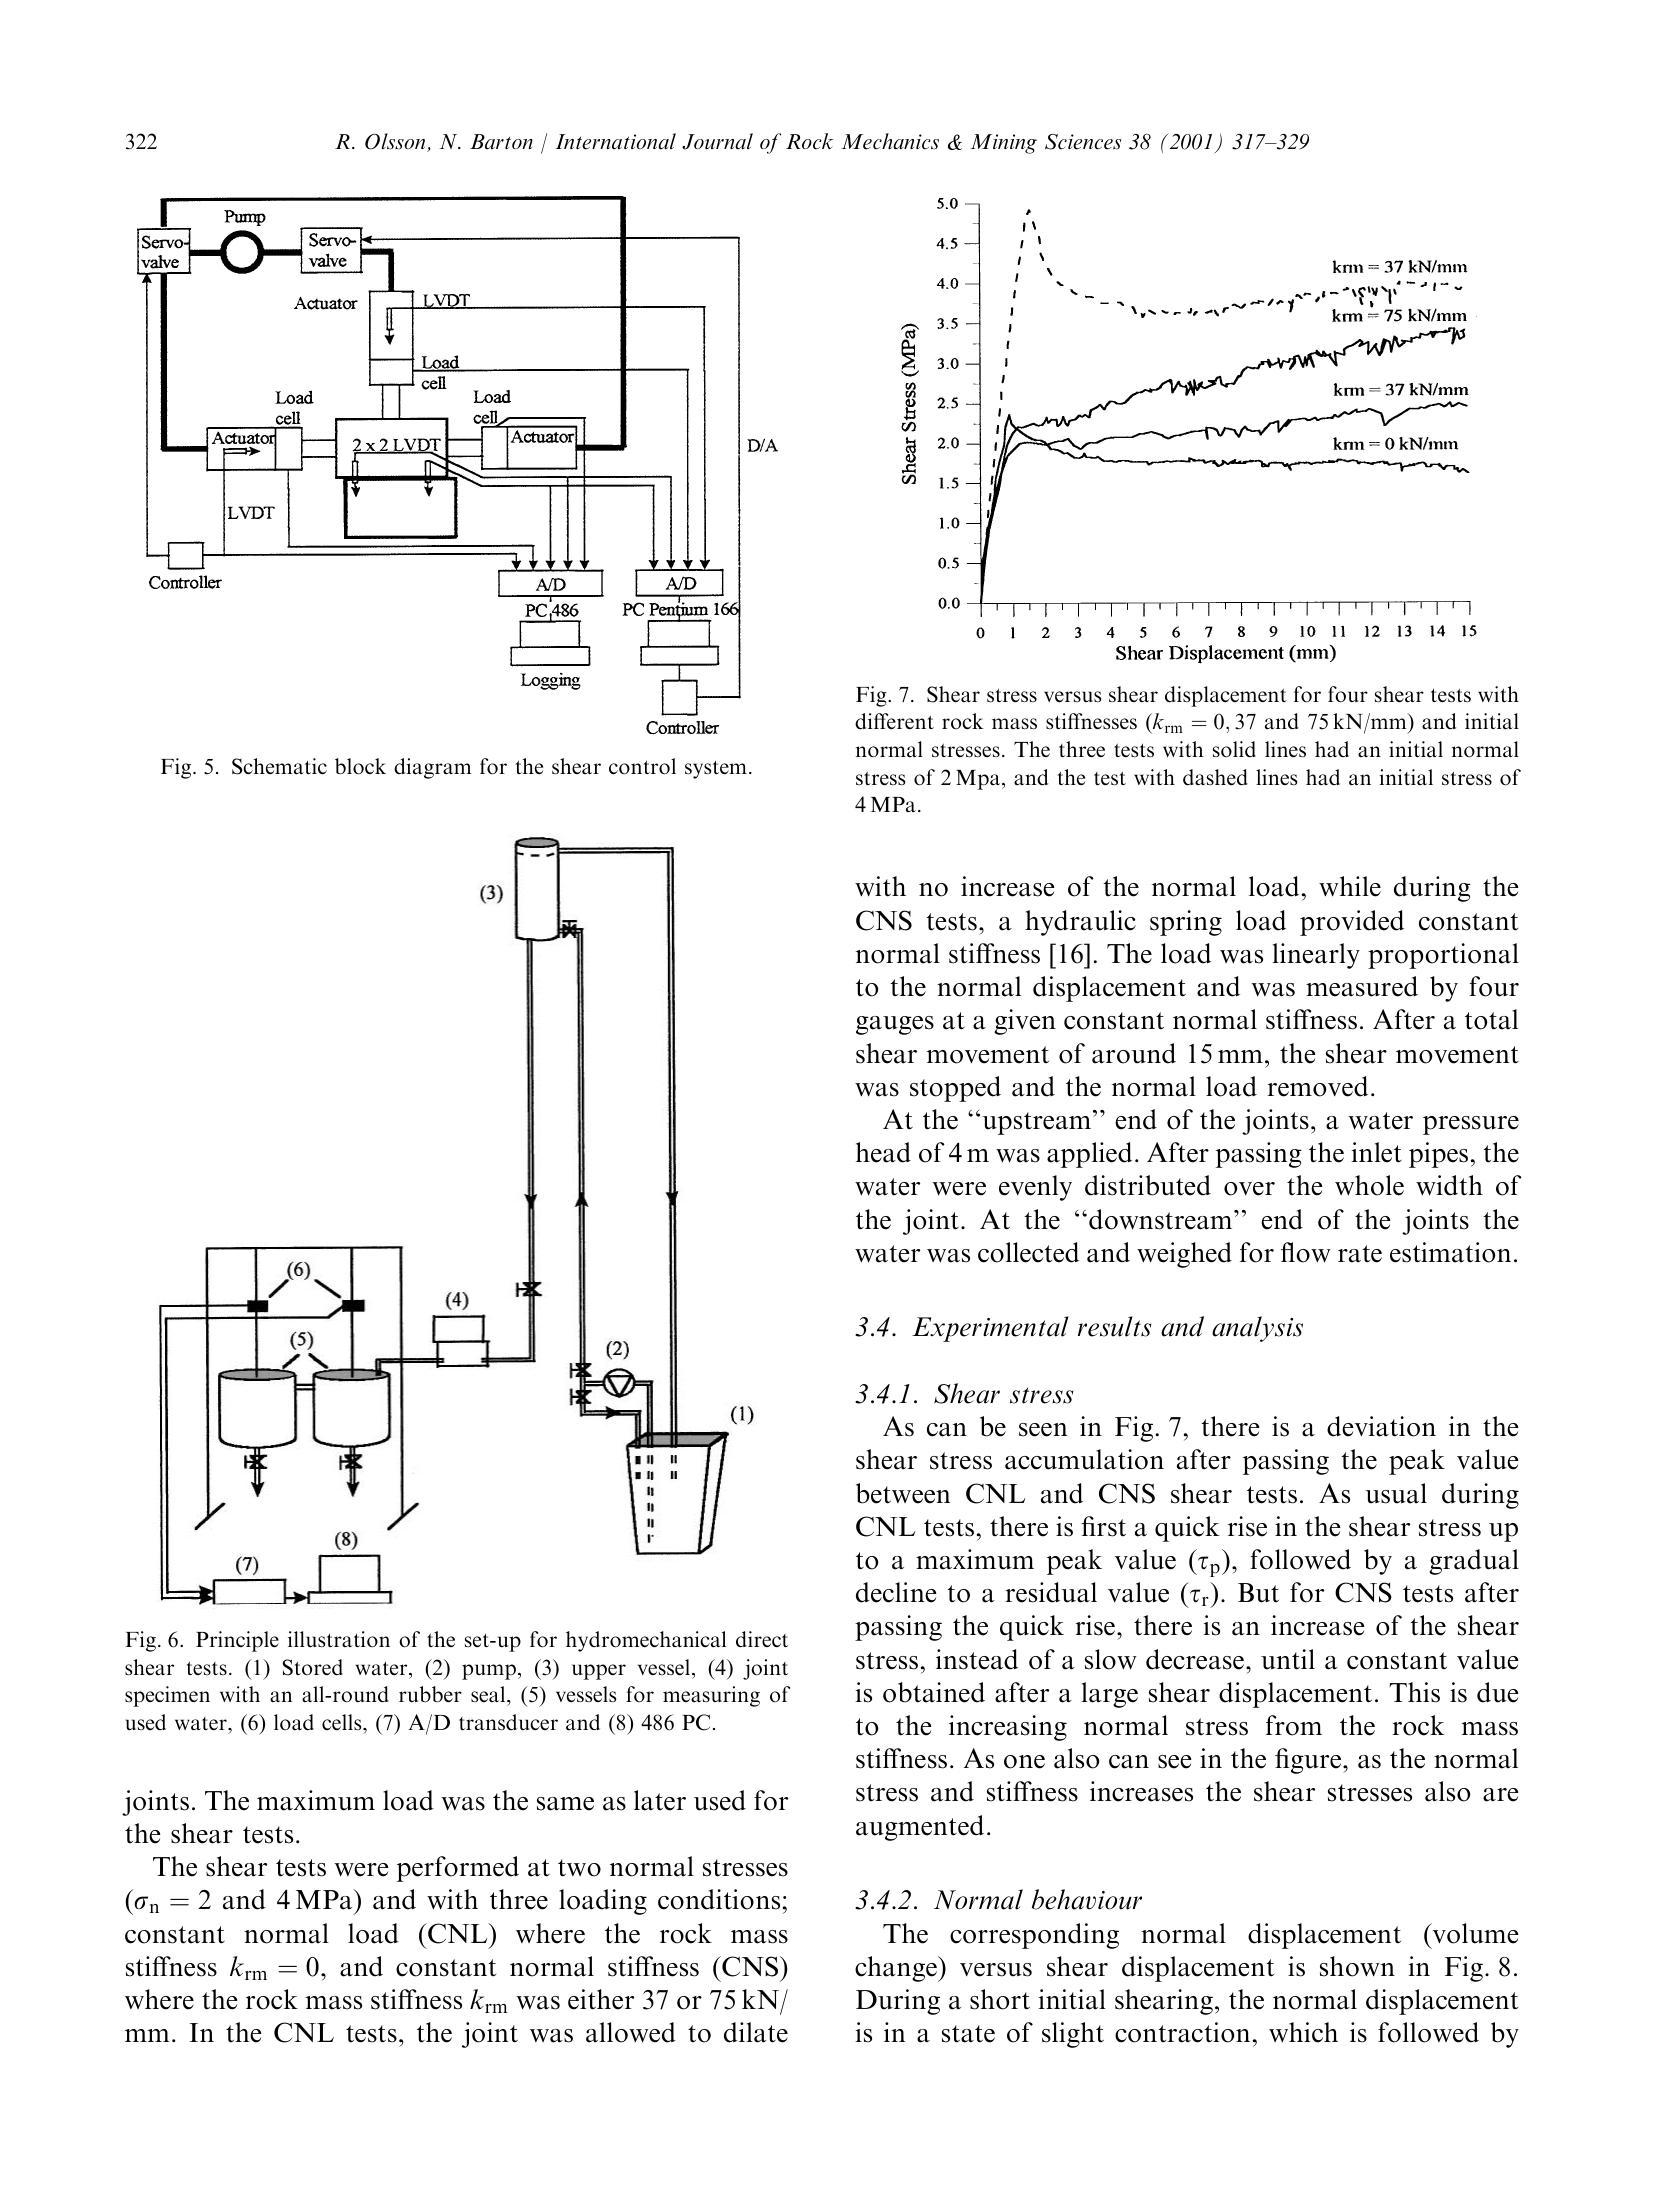 322
R. Olsson, N. Barton / International Journal of Rock Mechanics & Mining Sciences 38 (2001) 317–329
Pump
Servo-
valve
Servo-
valve
Actuator
LVDT
Load
cell
Load
cell
Load
cell
Actuator
2 x 2 LVDT
Actuator
D/A
LVDT
Controller
A/D
A/D
PC 486
PC Pentium 166
Logging
Controller
Fig. 5. Schematic block diagram for the shear control system.
(3)
(6)
(4)
(5)
(2)
(1)
(8)
(7)
Fig. 6. Principle illustration of the set-up for hydromechanical direct
shear tests. (1) Stored water, (2) pump, (3) upper vessel, (4) joint
specimen with an all-round rubber seal, (5) vessels for measuring of
used water, (6) load cells, (7) A/D transducer and (8) 486 PC.
joints. The maximum load was the same as later used for
the shear tests.
The shear tests were performed at two normal stresses
(σn = 2 and 4 MPa) and with three loading conditions;
constant normal load (CNL) where the rock mass
stiffness krm = 0, and constant normal stiffness (CNS)
where the rock mass stiffness krm was either 37 or 75 kN/
mm. In the CNL tests, the joint was allowed to dilate
5.0
4.5
4.0
3.5
3.0
2.5
2.0
1.5
1.0
0.5
0.0
Shear Stress (MPa)
krm = 37 kN/mm
krm = 75 kN/mm
krm = 37 kN/mm
krm = 0 kN/mm
0 1 2 3 4 5 6 7 8 9 10 11 12 13 14 15
Shear Displacement (mm)
Fig. 7. Shear stress versus shear displacement for four shear tests with
different rock mass stiffnesses (krm = 0, 37 and 75 kN/mm) and initial
normal stresses. The three tests with solid lines had an initial normal
stress of 2 Mpa, and the test with dashed lines had an initial stress of
4 MPa.
with no increase of the normal load, while during the
CNS tests, a hydraulic spring load provided constant
normal stiffness [16]. The load was linearly proportional
to the normal displacement and was measured by four
gauges at a given constant normal stiffness. After a total
shear movement of around 15 mm, the shear movement
was stopped and the normal load removed.
At the “upstream” end of the joints, a water pressure
head of 4 m was applied. After passing the inlet pipes, the
water were evenly distributed over the whole width of
the joint. At the “downstream” end of the joints the
water was collected and weighed for flow rate estimation.
3.4. Experimental results and analysis
3.4.1. Shear stress
As can be seen in Fig. 7, there is a deviation in the
shear stress accumulation after passing the peak value
between CNL and CNS shear tests. As usual during
CNL tests, there is first a quick rise in the shear stress up
to a maximum peak value (τp), followed by a gradual
decline to a residual value (τr). But for CNS tests after
passing the quick rise, there is an increase of the shear
stress, instead of a slow decrease, until a constant value
is obtained after a large shear displacement. This is due
to the increasing normal stress from the rock mass
stiffness. As one also can see in the figure, as the normal
stress and stiffness increases the shear stresses also are
augmented.
3.4.2. Normal behaviour
The corresponding normal displacement (volume
change) versus shear displacement is shown in Fig. 8.
During a short initial shearing, the normal displacement
is in a state of slight contraction, which is followed by